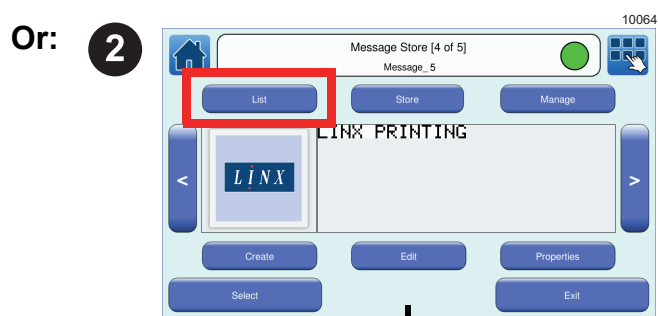 10064
Or:
2
Message Store [4 of 5]
Message_5
List Store Manage
LINX PRINTING
< LINX >
Create Edit Properties
Select Exit